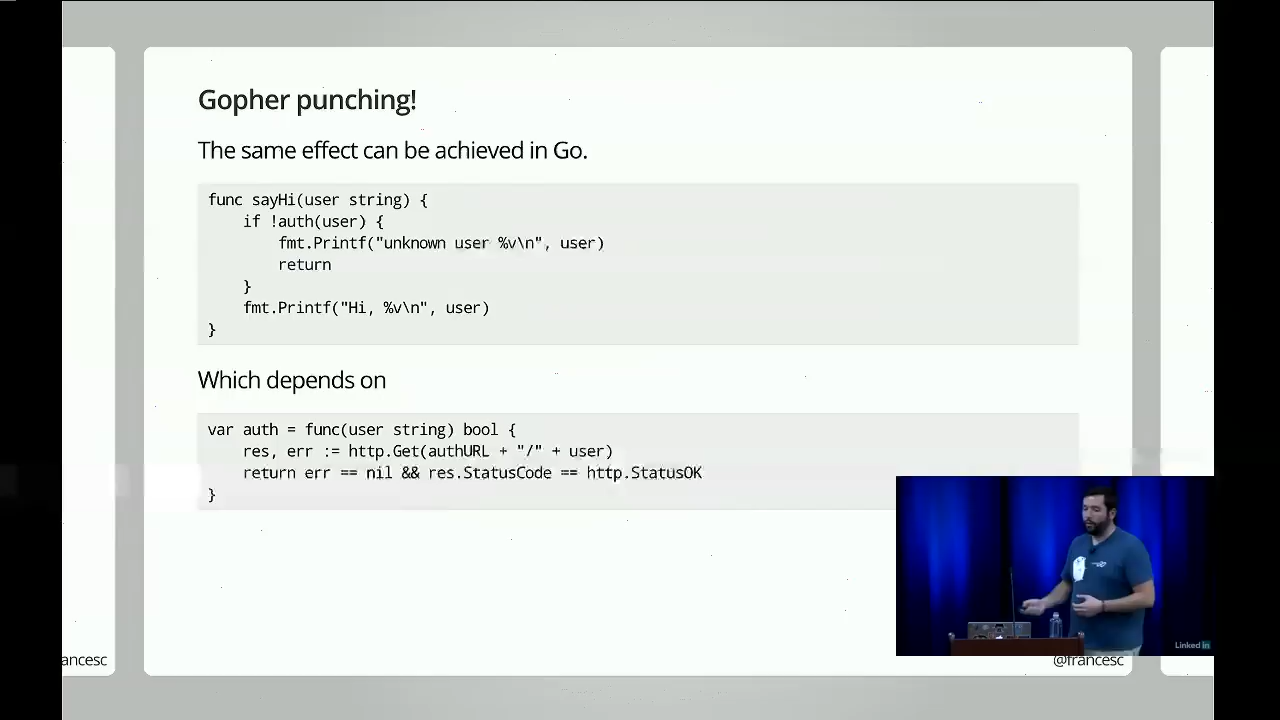 Gopher punching!
The same effect can be achieved in Go.
func sayHi(user string) {
    if !auth(user) {
        fmt.Printf("unknown user %v\n", user)
        return
    }
    fmt.Printf("Hi, %v\n", user)
}
Which depends on
var auth = func(user string) bool {
    res, err := http.Get(authURL + "/" + user)
    return err == nil && res.StatusCode == http.StatusOK
}
Linked in
ancesc
@francesc